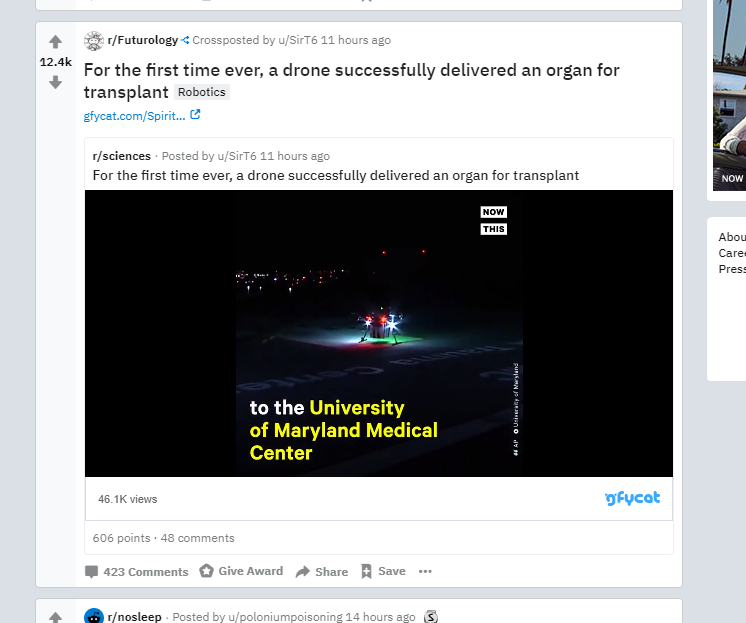 r/Futurology Crossposted by u/SirT6 11 hours ago
12.4k
For the first time ever, a drone successfully delivered an organ for
transplant Robotics
gfycat.com/Spirit...
r/sciences · Posted by u/SirT6 11 hours ago
For the first time ever, a drone successfully delivered an organ for transplant
NOW
THIS
to the University
of Maryland Medical
Center
AP University of Maryland
46.1K views
gfycat
606 points · 48 comments
423 Comments Give Award Share Save ...
r/nosleep · Posted by u/poloniumpoisoning 14 hours ago
NOW
Abou
Caree
Press